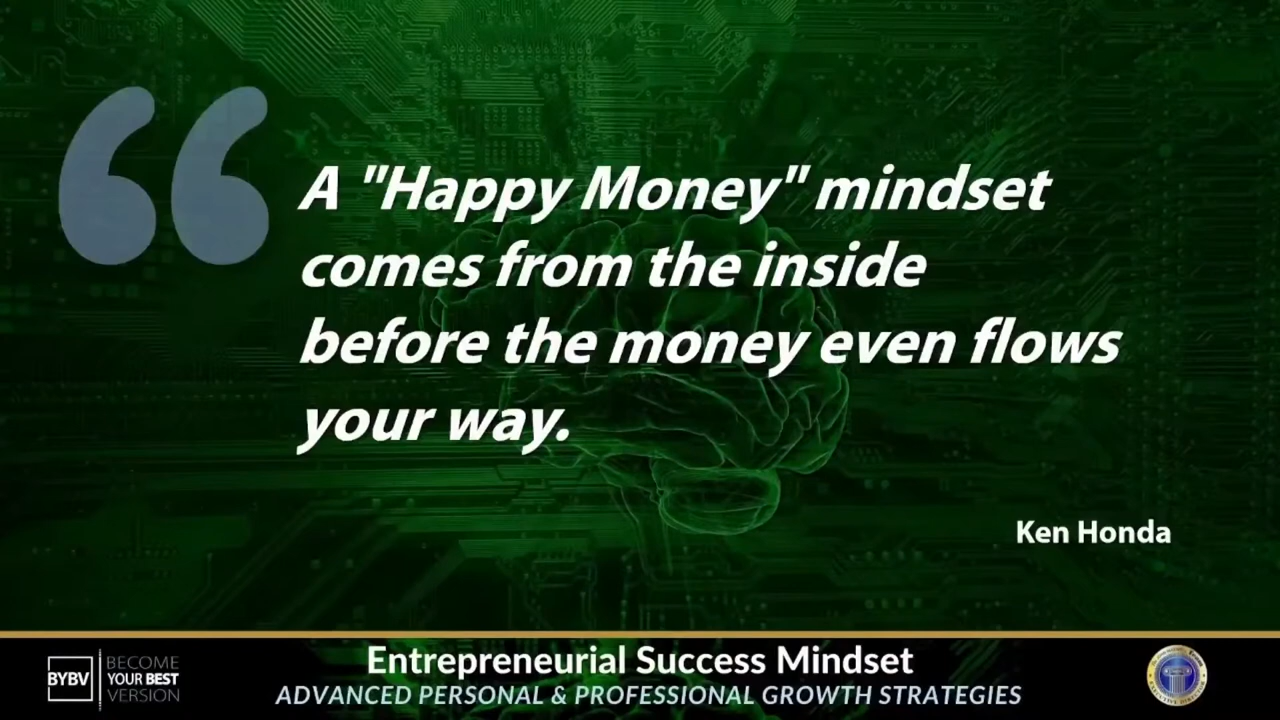 A "Happy Money" mindset
comes from the inside
before the money even flows
your way.
Ken Honda
Entrepreneurial Success Mindset
ADVANCED PERSONAL & PROFESSIONAL GROWTH STRATEGIES
BYBV
BECOME
YOUR BEST
VERSION